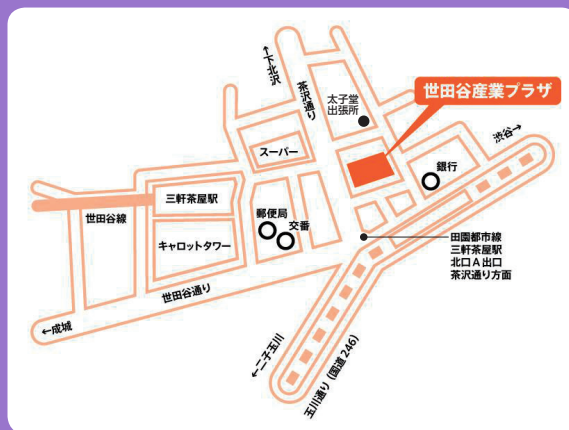 ←下北沢
茶沢通り
太子堂
出張所
世田谷産業プラザ
渋谷→
スーパー
銀行
三軒茶屋駅
世田谷線
郵便局
交番
キャロットタワー
田園都市線
三軒茶屋駅
北口A出口
茶沢通り方面
世田谷通り
←成城
←二子玉川
玉川通り（国道246）